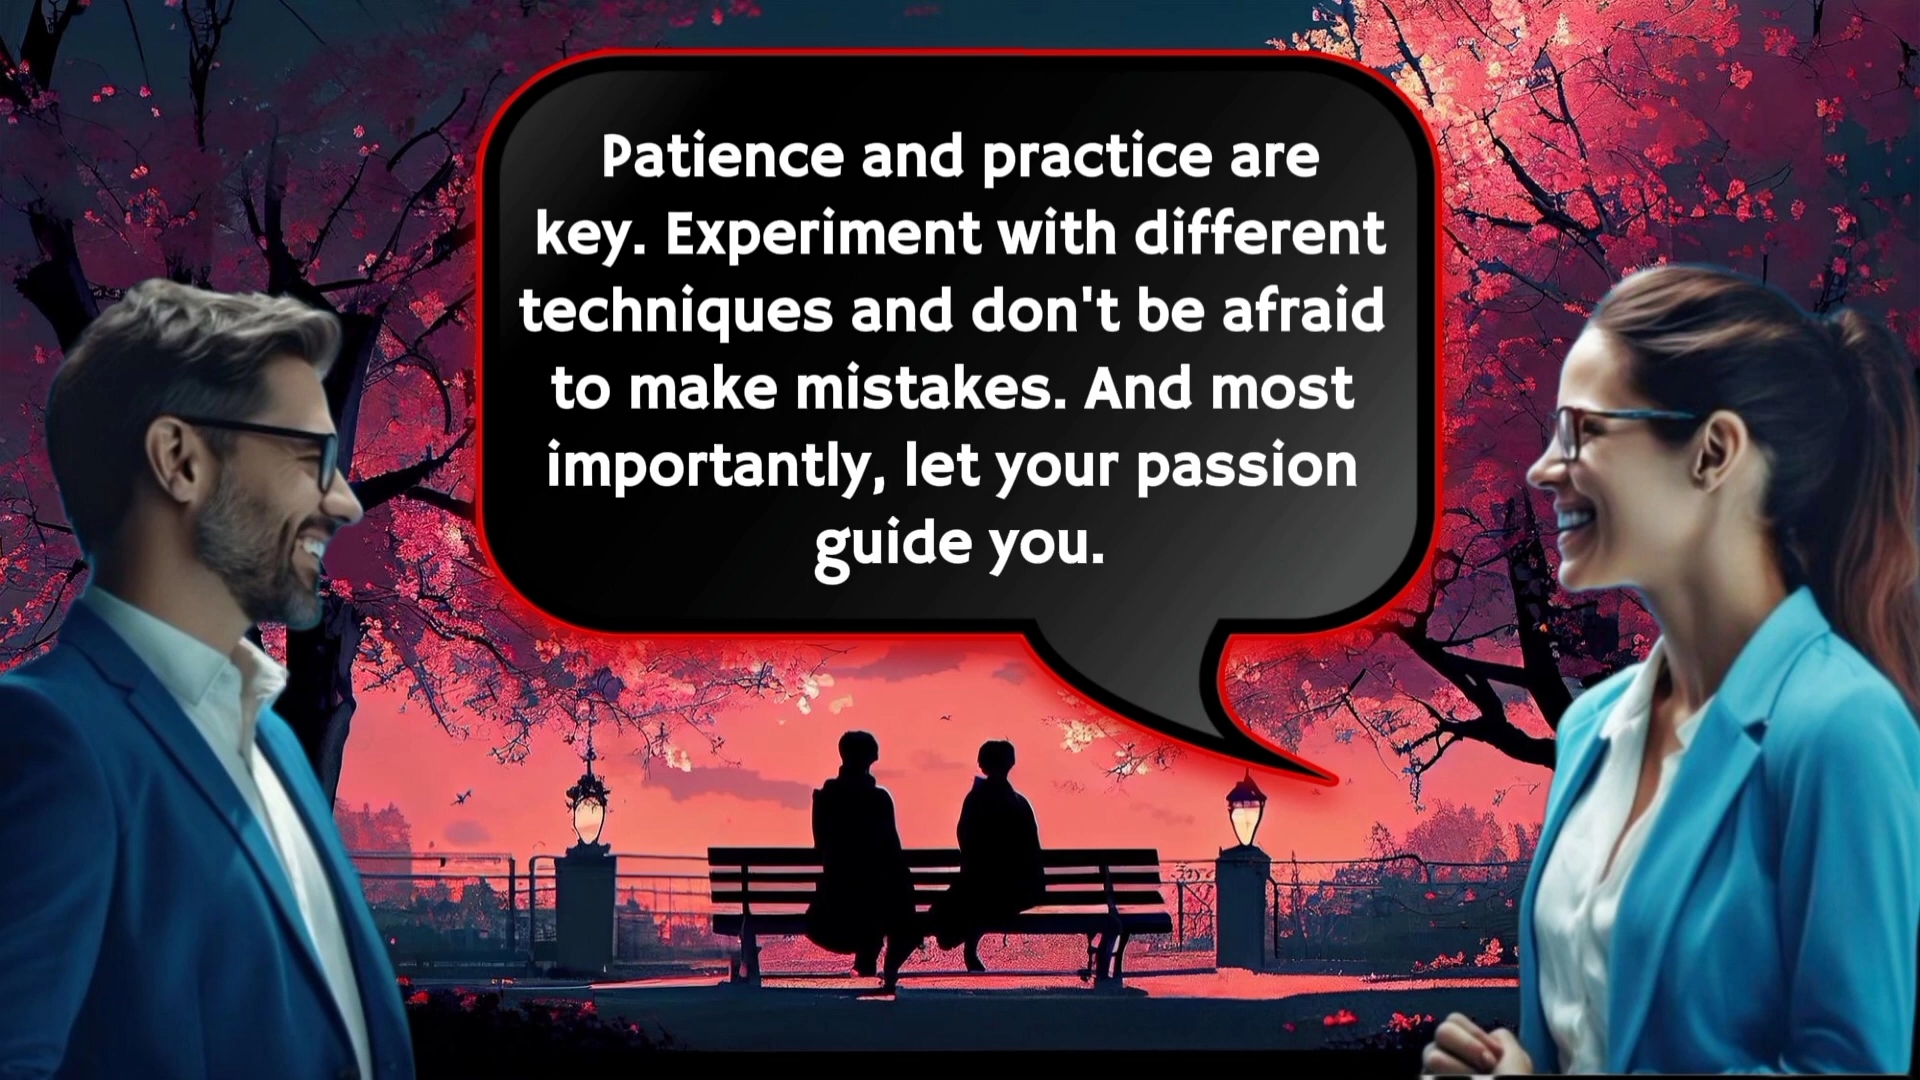 Patience and practice are
key. Experiment with different
techniques and don't be afraid
to make mistakes. And most
importantly, let your passion
guide you.